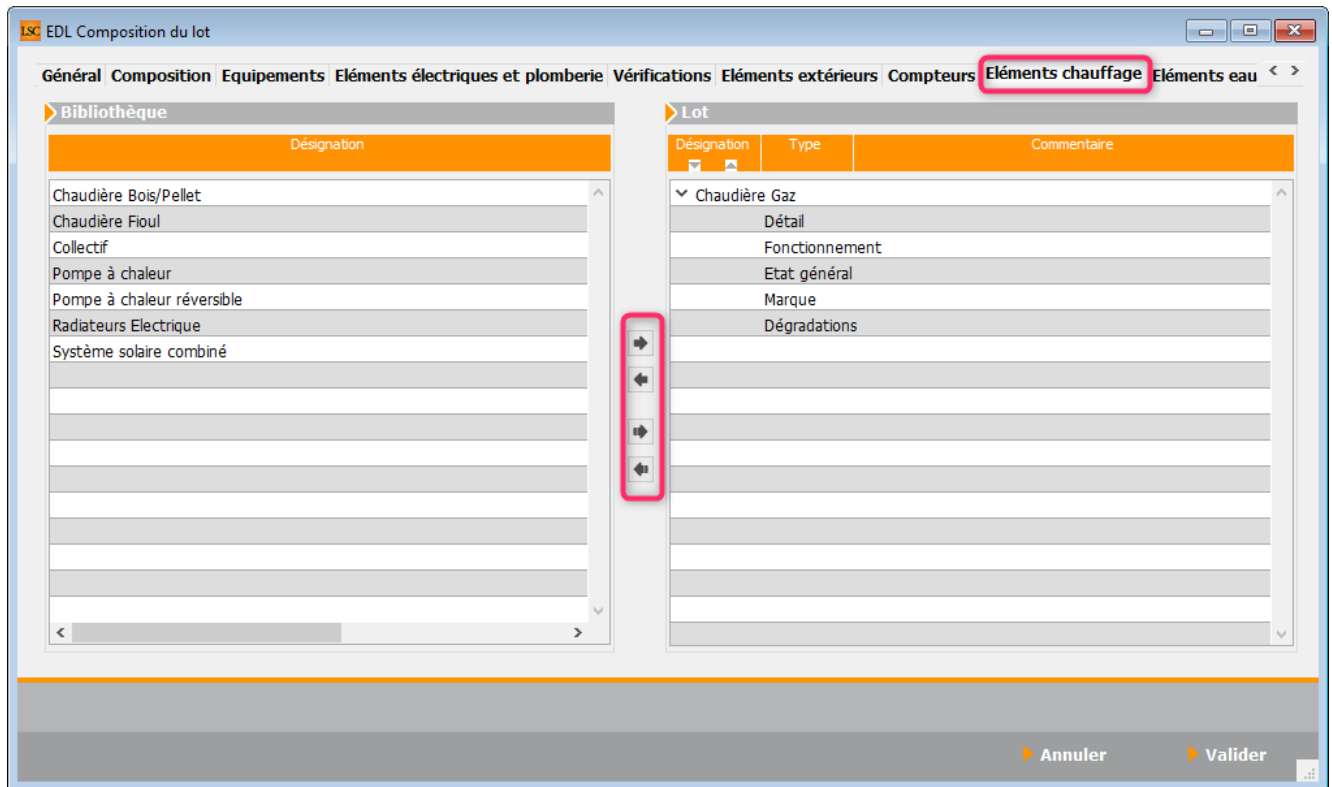 LSC EDL Composition du lot
Général Composition Equipements Eléments électriques et plomberie Vérifications Eléments extérieurs Compteurs Eléments chauffage Eléments eau
Bibliothèque
Désignation
Chaudière Bois/Pellet
Chaudière Fioul
Collectif
Pompe à chaleur
Pompe à chaleur réversible
Radiateurs Electrique
Système solaire combiné
Lot
Désignation Type Commentaire
Chaudière Gaz
Détail
Fonctionnement
Etat général
Marque
Dégradations
Annuler Valider